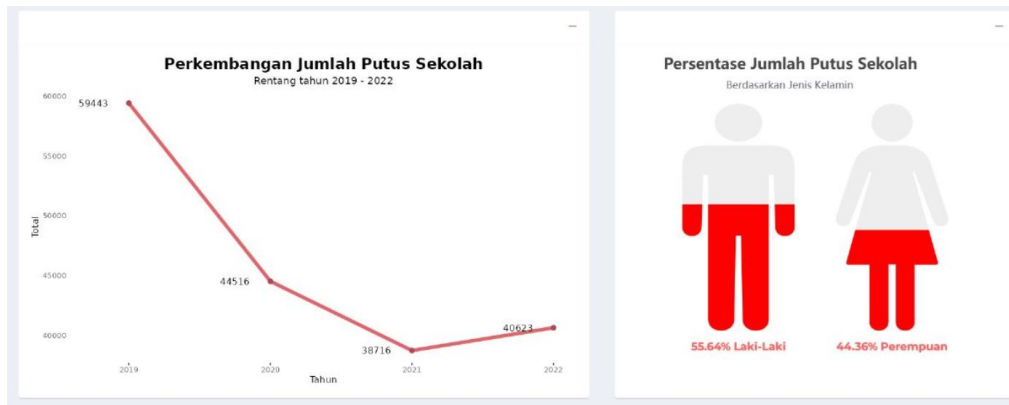 Perkembangan Jumlah Putus Sekolah
Rentang tahun 2019 - 2022
60000
59443
55000
50000
Total
45000
44516
40623
40000
38716
2019
2020
2021
2022
Tahun
Persentase Jumlah Putus Sekolah
Berdasarkan Jenis Kelamin
55.64% Laki-Laki
44.36% Perempuan